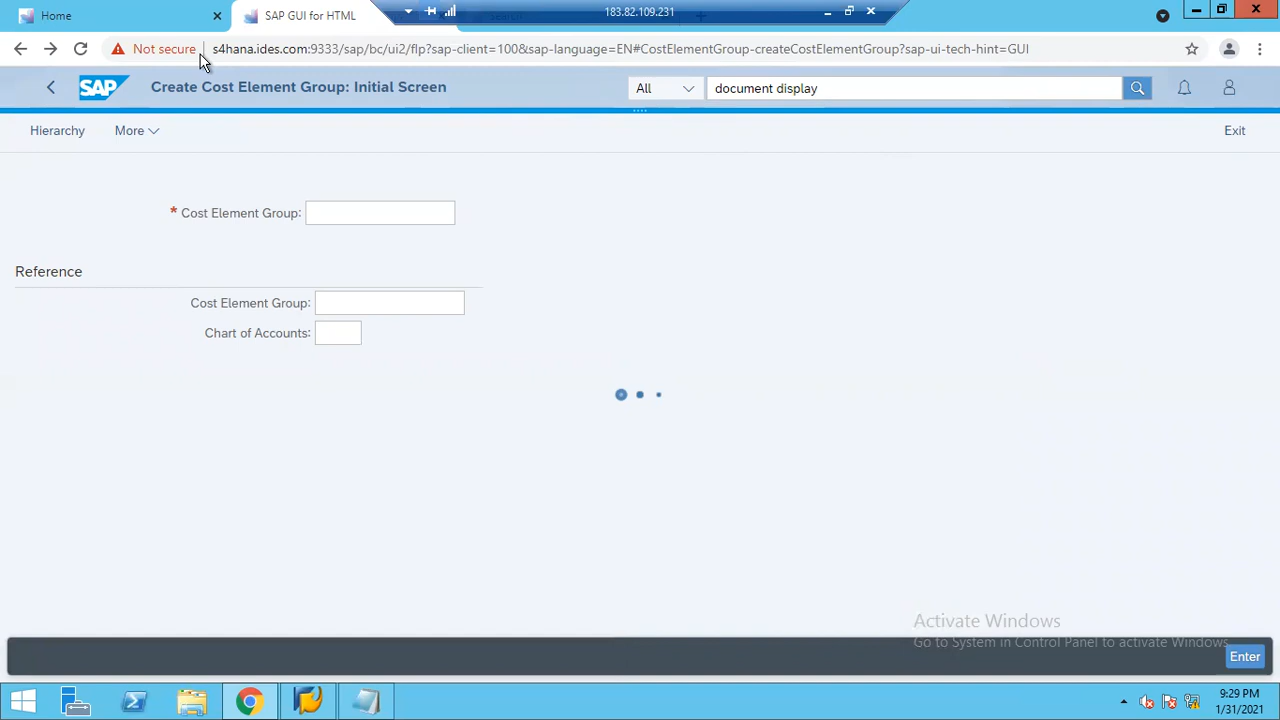 Home
SAP GUI for HTML
183.82.109.231
Not secure
s4hana.ides.com:9333/sap/bc/ui2/flp?sap-client=100&sap-language=EN#CostElementGroup-createCostElementGroup?sap-ui-tech-hint=GUI
SAP
Create Cost Element Group: Initial Screen
All
document display
Hierarchy
More
Exit
* Cost Element Group:
Reference
Cost Element Group:
Chart of Accounts:
Activate Windows
Go to System in Control Panel to activate Windows.
Enter
9:29 PM
1/31/2021